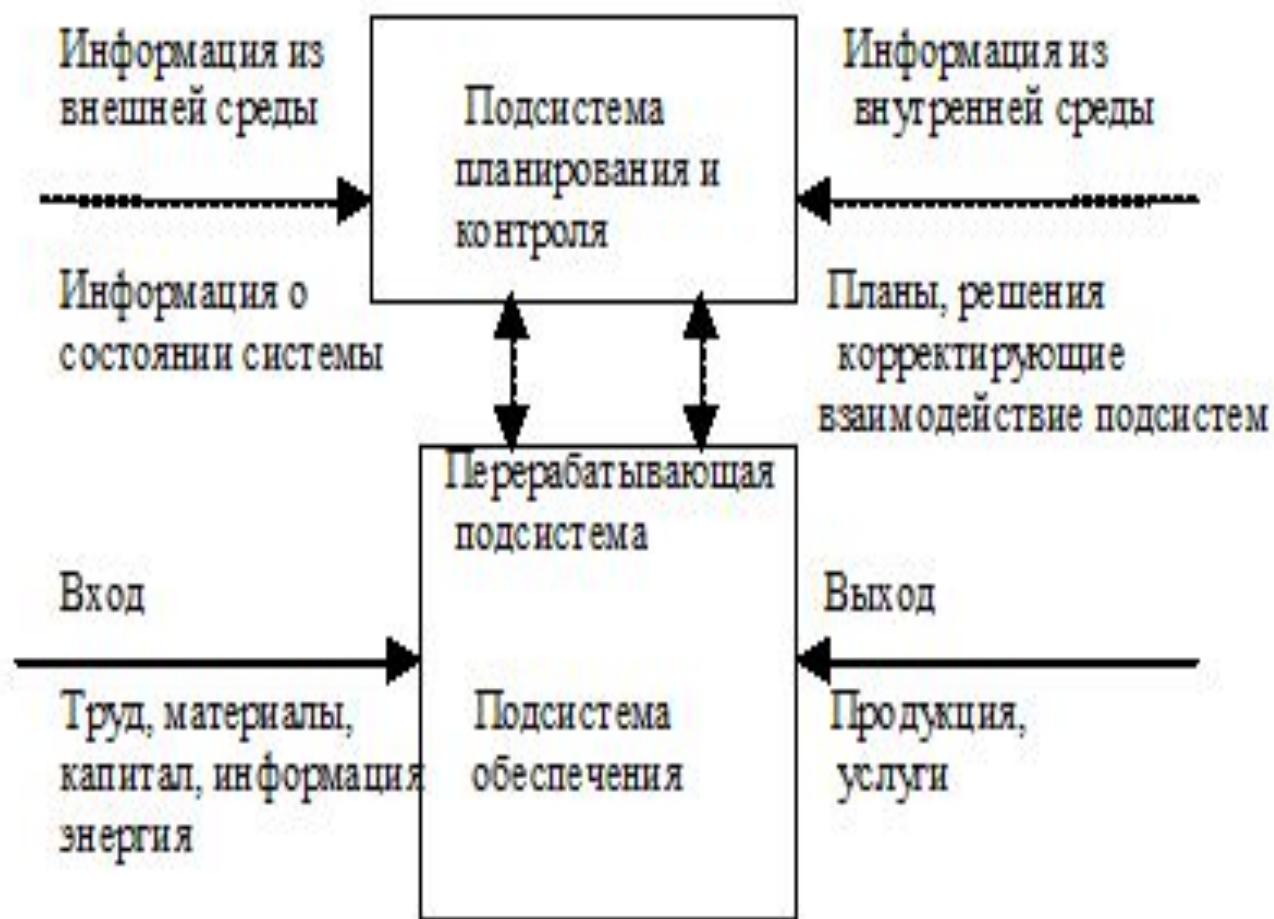 Информация из
внешней среды
Подсистема
планирования и
контроля
Информация из
внутренней среды
Информация о
состоянии системы
Планы, решения
корректирующие
взаимодействие подсистем
Перерабатывающая
подсистема
Вход
Выход
Труд, материалы,
капитал, информация
энергия
Подсистема
обеспечения
Продукция,
услуги